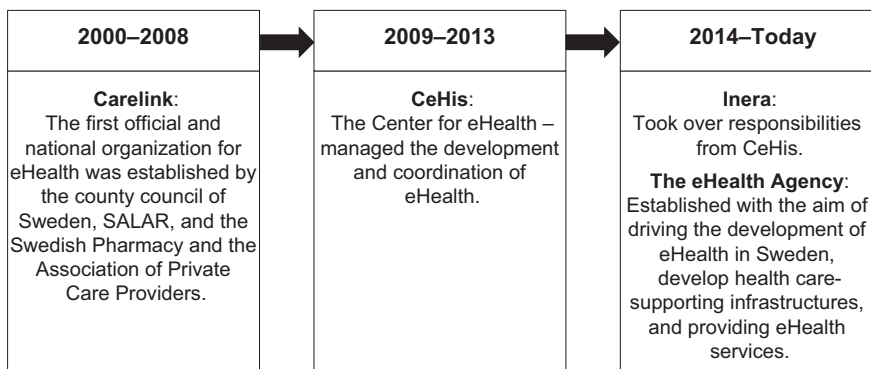 2000–2008
Carelink:
The first official and
national organization for
eHealth was established by
the county council of
Sweden, SALAR, and the
Swedish Pharmacy and the
Association of Private
Care Providers.
2009–2013
CeHis:
The Center for eHealth –
managed the development
and coordination of
eHealth.
2014–Today
Inera:
Took over responsibilities
from CeHis.
The eHealth Agency:
Established with the aim of
driving the development of
eHealth in Sweden,
develop health care-
supporting infrastructures,
and providing eHealth
services.